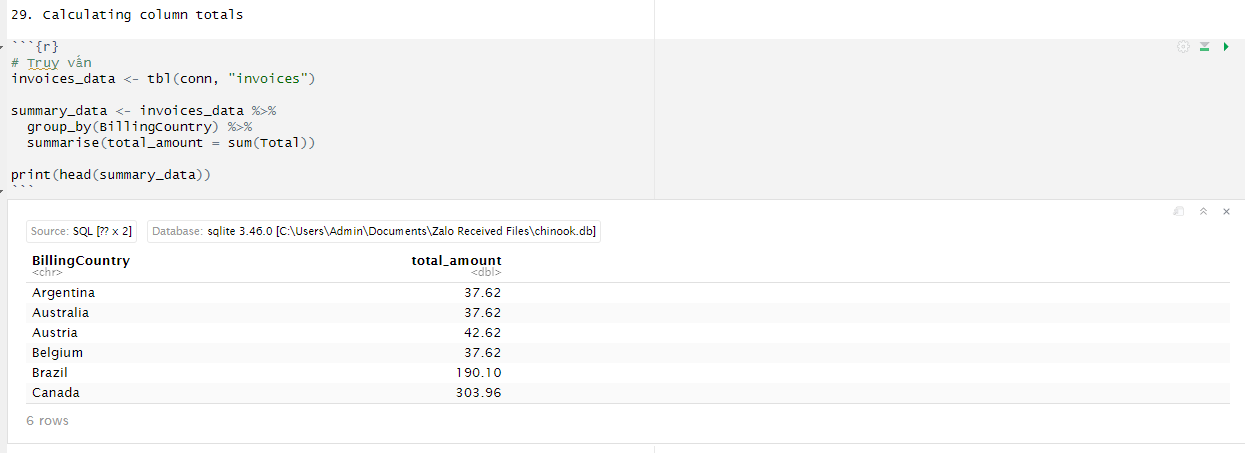 29. Calculating column totals
```{r}
# Truy vấn
invoices_data <- tbl(conn, "invoices")
summary_data <- invoices_data %>%
group_by(BillingCountry) %>%
summarise(total_amount = sum(Total))
print(head(summary_data))
```
Source: SQL [?? x 2] Database: sqlite 3.46.0 [C:\Users\Admin\Documents\Zalo Received Files\chinook.db]
BillingCountry total_amount
<chr> <dbl>
Argentina 37.62
Australia 37.62
Austria 42.62
Belgium 37.62
Brazil 190.10
Canada 303.96
6 rows